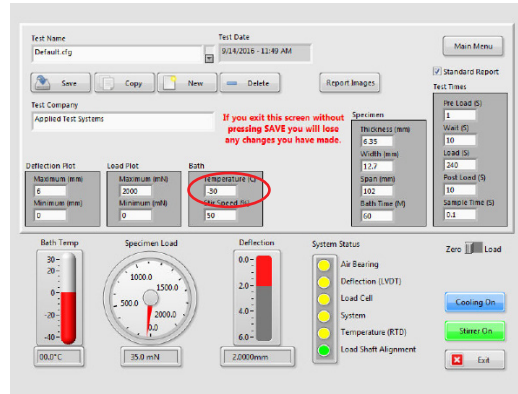 Test Name
Test Date
Default.cfg
9/14/2016 - 11:49 AM
Main Menu
Save
Copy
New
Delete
Report Images
Standard Report
Test Times
Test Company
Applied Test Systems
If you exit this screen without
pressing SAVE you will lose
any changes you have made.
Specimen
Thickness (mm)
6.35
Width (mm)
12.7
Span (mm)
102
Bath Time (M)
60
Pre Load (S)
1
Wait (S)
10
Load (S)
240
Post Load (S)
10
Sample Time (S)
0.1
Deflection Plot
Maximum (mm)
6
Minimum (mm)
0
Load Plot
Maximum (mN)
2000
Minimum (mN)
0
Bath
Temperature (C)
-30
Stir Speed (%)
50
Bath Temp
30-
20-
0-
-20
-40-
00.0°C
Specimen Load
1000.0
1500.0
500.0
2000.0
0.0
35.0 mN
Deflection
0.0-
2.0-
4.0-
6.0-
2.0000mm
System Status
Air Bearing
Deflection (LVDT)
Load Cell
System
Temperature (RTD)
Load Shaft Alignment
Zero
Load
Cooling On
Stirrer On
Exit